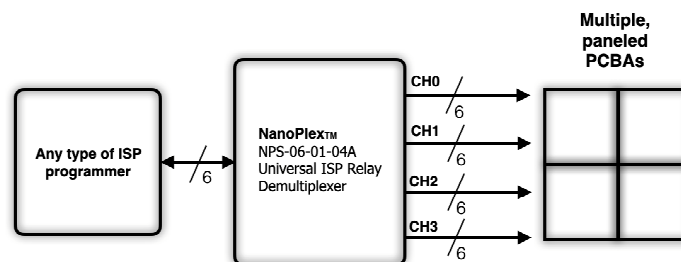 Multiple,
paneled
PCBAs
Any type of ISP
programmer
6
NanoPlex™
NPS-06-01-04A
Universal ISP Relay
Demultiplexer
CH0
6
CH1
6
CH2
6
CH3
6